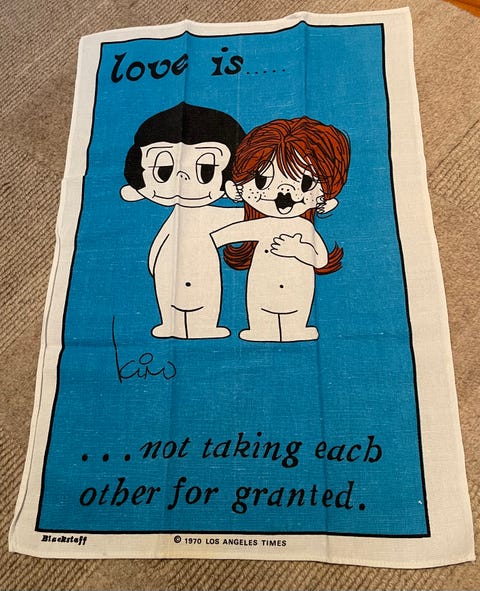 love is.....
kim
...not taking each
other for granted.
Blackstaff
© 1970 LOS ANGELES TIMES